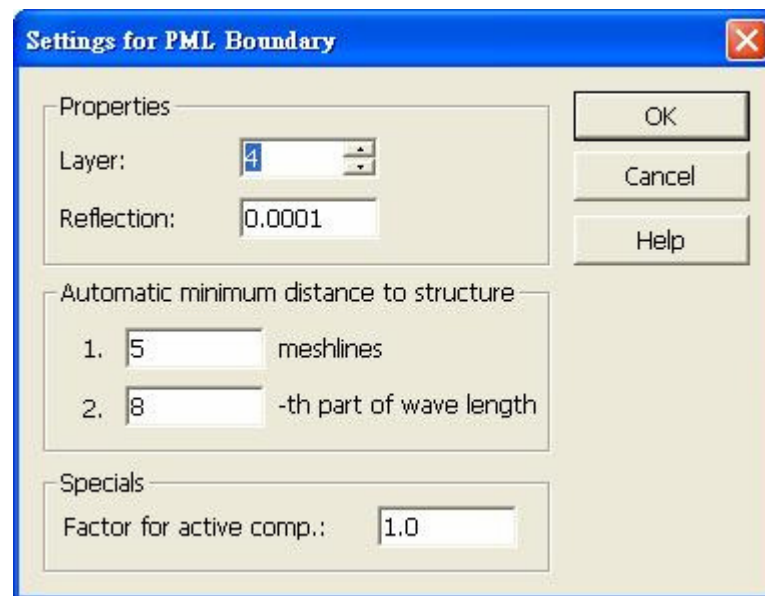 Settings for PML Boundary
Properties
Layer: 4
Reflection: 0.0001
OK
Cancel
Help
Automatic minimum distance to structure
1. 5 meshlines
2. 8 -th part of wave length
Specials
Factor for active comp.: 1.0